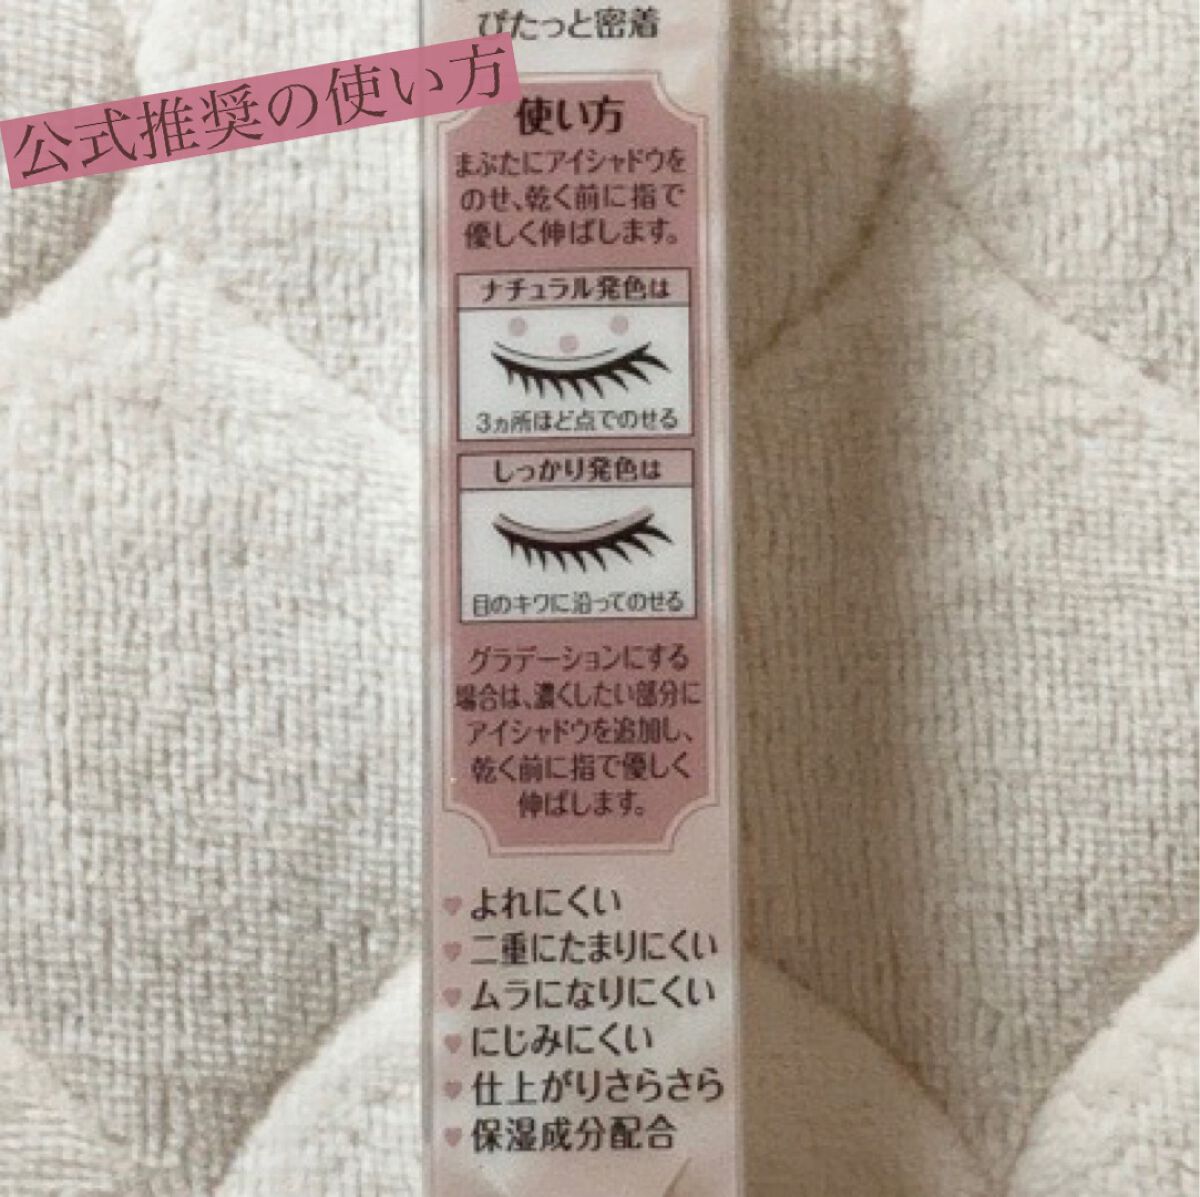 ぴたっと密着
公式推奨の使い方
使い方
まぶたにアイシャドウを
のせ、乾く前に指で
優しく伸ばします。
ナチュラル発色は
3ヵ所ほど点でのせる
しっかり発色は
目のキワに沿ってのせる
グラデーションにする
場合は、濃くしたい部分に
アイシャドウを追加し、
乾く前に指で優しく
伸ばします。
♥よれにくい
♥二重にたまりにくい
♥ムラになりにくい
♥にじみにくい
♥仕上がりさらさら
♥保湿成分配合